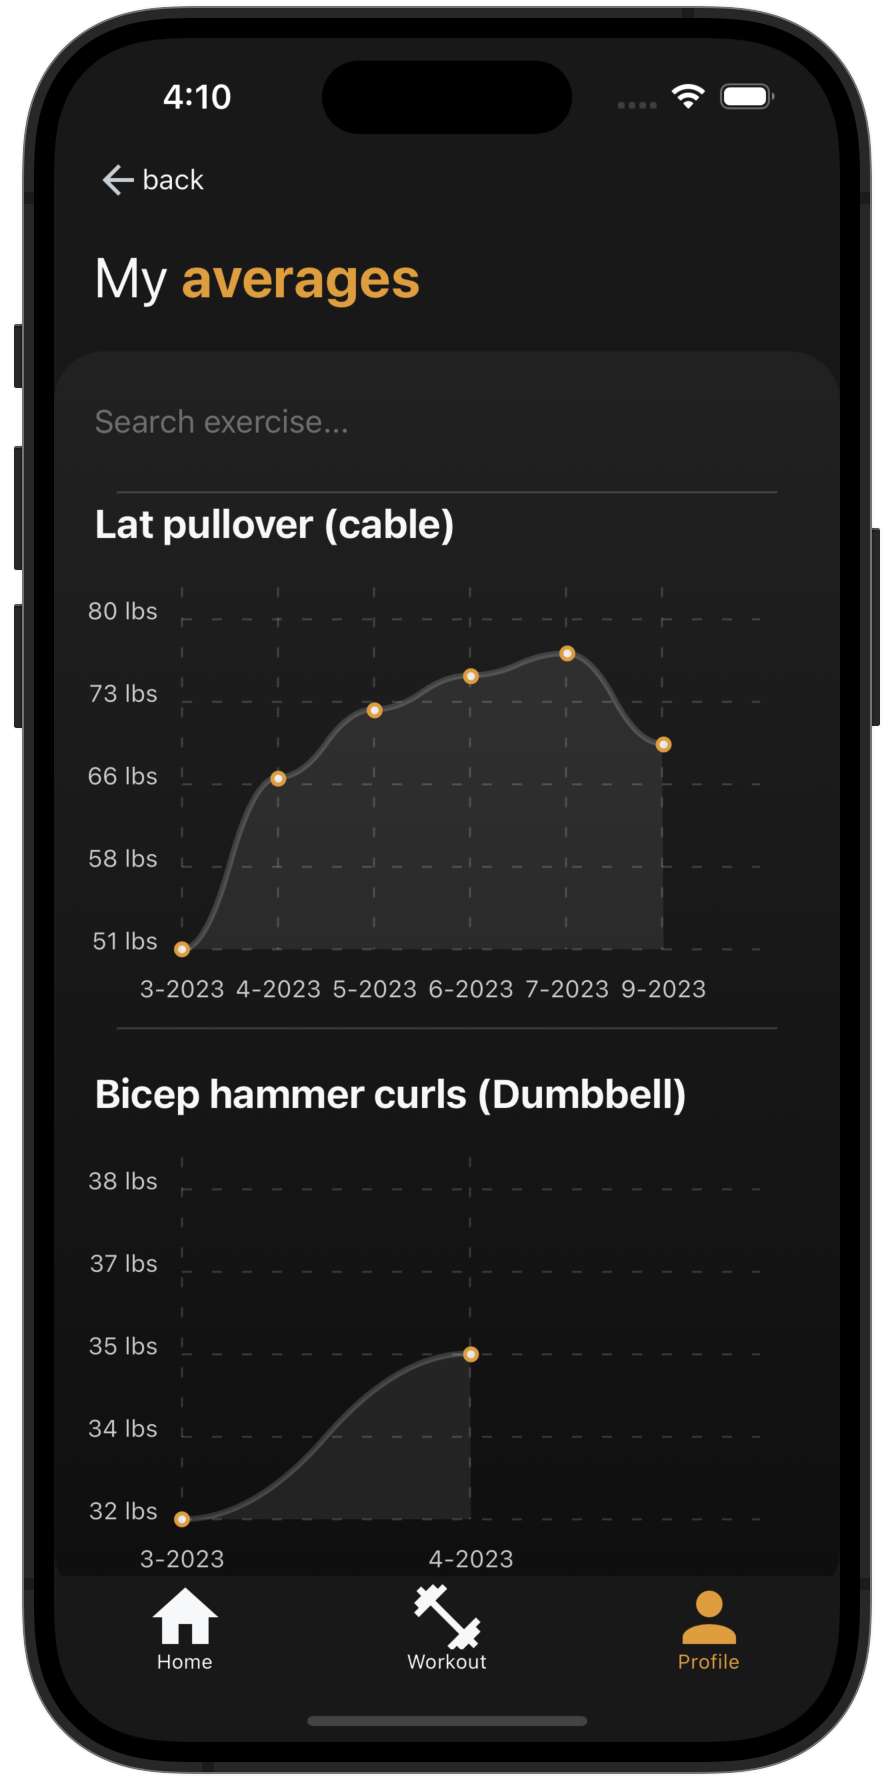 4:10
back
My averages
Search exercise...
Lat pullover (cable)
80 lbs
73 lbs
66 lbs
58 lbs
51 lbs
3-2023 4-2023 5-2023 6-2023 7-2023 9-2023
Bicep hammer curls (Dumbbell)
38 lbs
37 lbs
35 lbs
34 lbs
32 lbs
3-2023 4-2023
Home Workout Profile